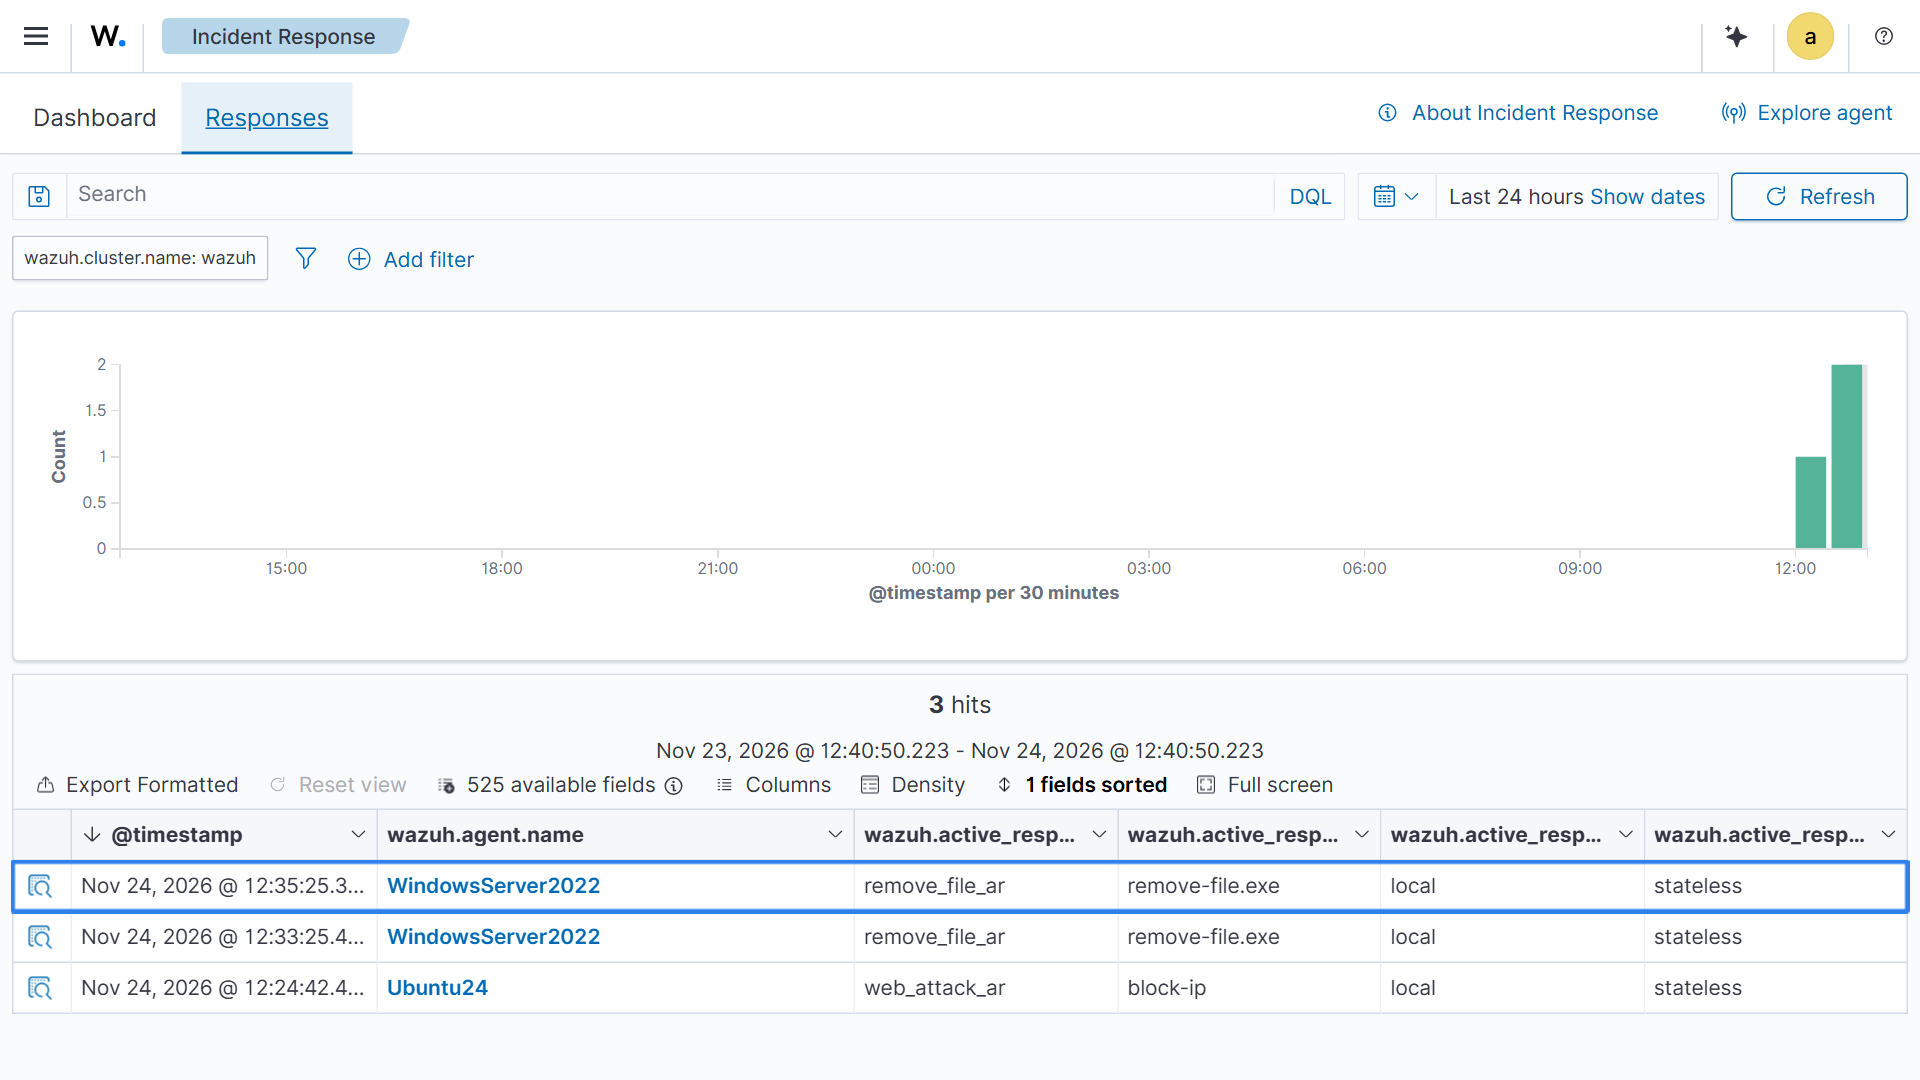 W. Incident Response a
Dashboard Responses About Incident Response Explore agent
Search DQL Last 24 hours Show dates Refresh
wazuh.cluster.name: wazuh Add filter
2
1.5
1
0.5
0
Count
15:00 18:00 21:00 00:00 03:00 06:00 09:00 12:00
@timestamp per 30 minutes
3 hits
Nov 23, 2026 @ 12:40:50.223 - Nov 24, 2026 @ 12:40:50.223
Export Formatted Reset view 525 available fields Columns Density 1 fields sorted Full screen
@timestamp wazuh.agent.name wazuh.active_resp... wazuh.active_resp... wazuh.active_resp... wazuh.active_resp...
Nov 24, 2026 @ 12:35:25.3... WindowsServer2022 remove_file_ar remove-file.exe local stateless
Nov 24, 2026 @ 12:33:25.4... WindowsServer2022 remove_file_ar remove-file.exe local stateless
Nov 24, 2026 @ 12:24:42.4... Ubuntu24 web_attack_ar block-ip local stateless